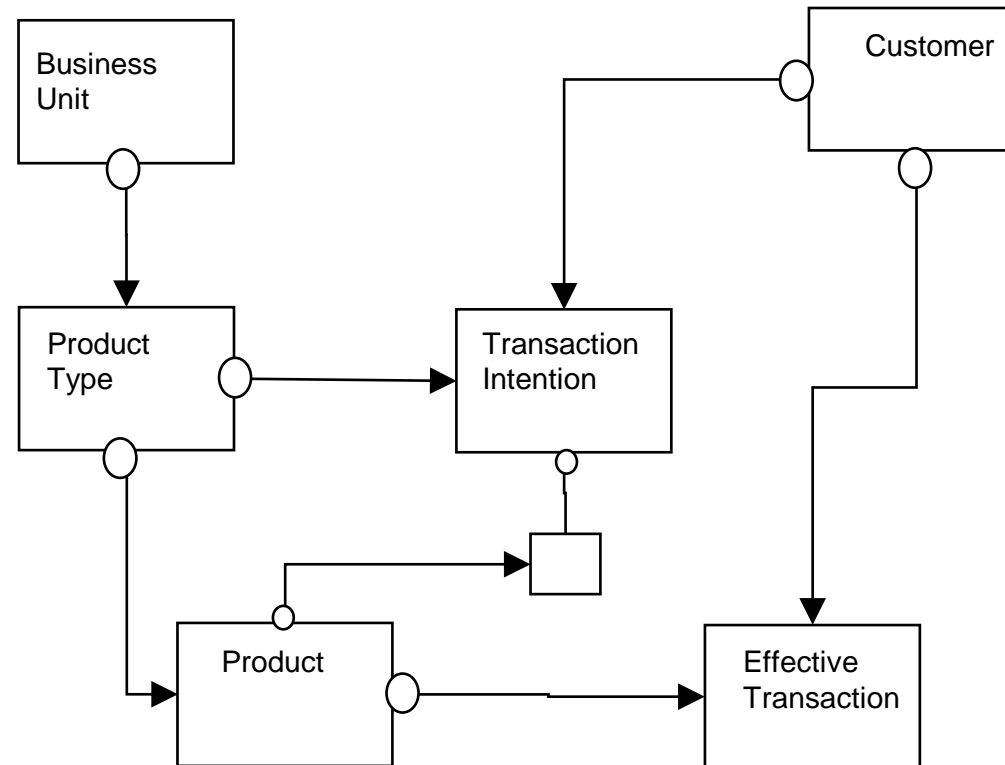 Business
Unit
Customer
Product
Type
Transaction
Intention
Product
Effective
Transaction